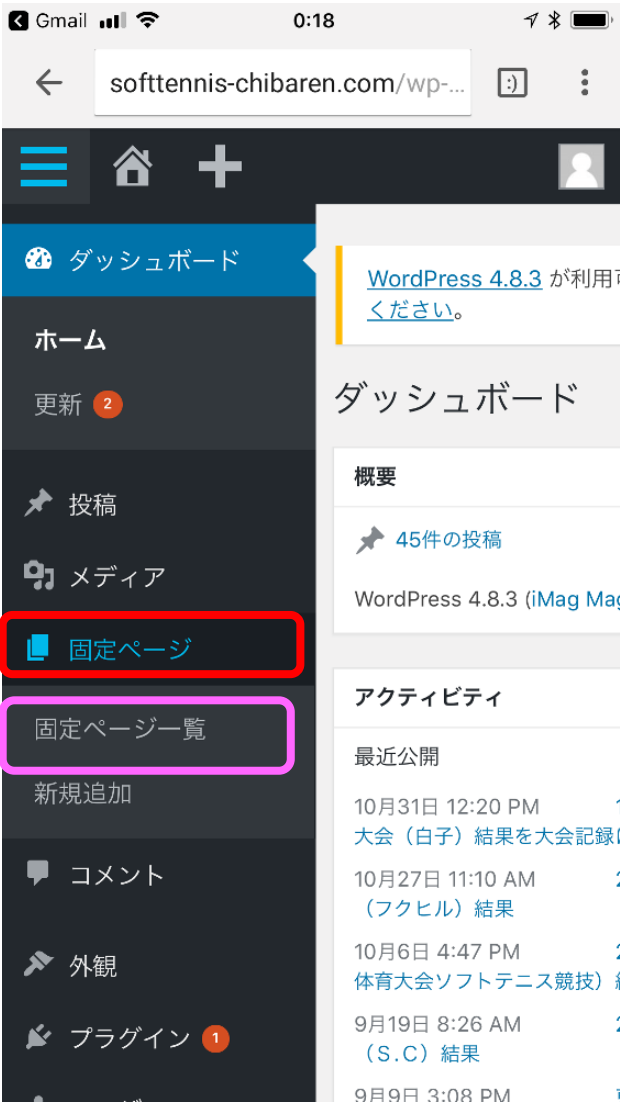 Gmail 0:18
softtennis-chibaren.com/wp-...
ダッシュボード
ホーム
更新 2
投稿
メディア
固定ページ
固定ページ一覧
新規追加
コメント
外観
プラグイン 1
WordPress 4.8.3 が利用
ください。
ダッシュボード
概要
45件の投稿
WordPress 4.8.3 (iMag Mag
アクティビティ
最近公開
10月31日 12:20 PM
大会（白子）結果を大会記録
10月27日 11:10 AM
（フクヒル）結果
10月6日 4:47 PM
体育大会ソフトテニス競技）
9月19日 8:26 AM
（S.C）結果
9月9日 3:08 PM